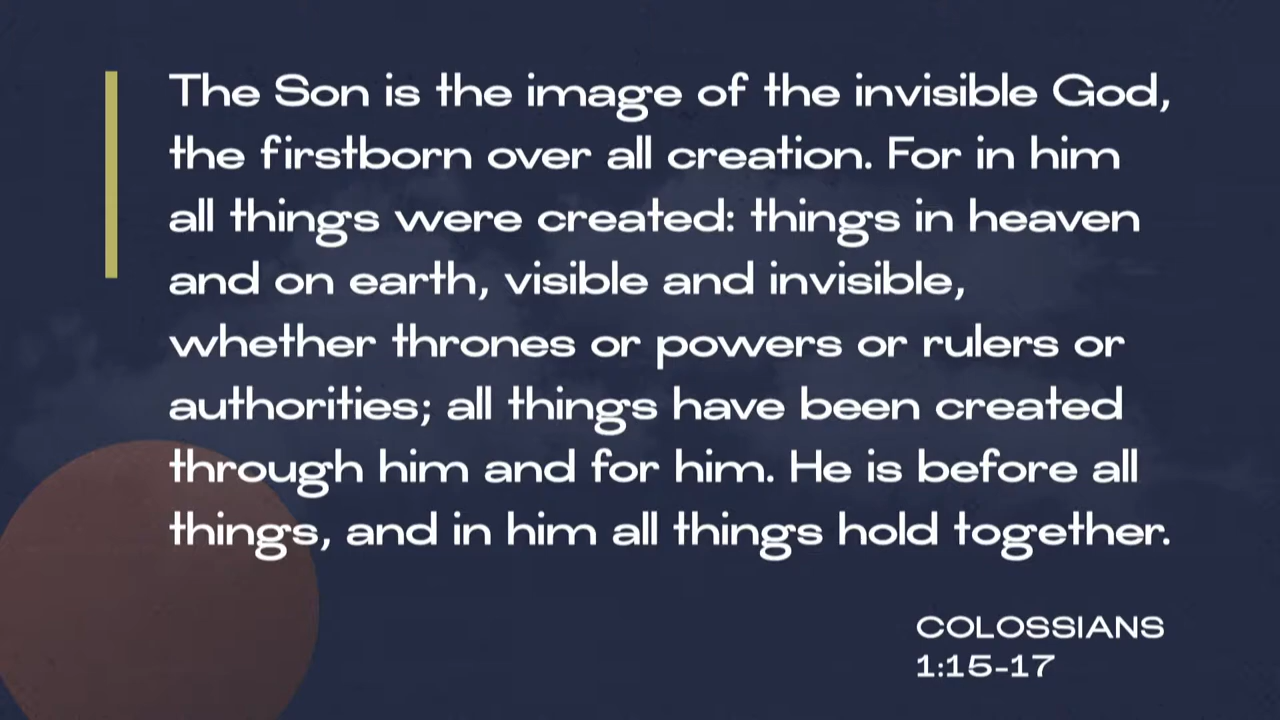 The Son is the image of the invisible God,
the firstborn over all creation. For in him
all things were created: things in heaven
and on earth, visible and invisible,
whether thrones or powers or rulers or
authorities; all things have been created
through him and for him. He is before all
things, and in him all things hold together.
COLOSSIANS
1:15-17